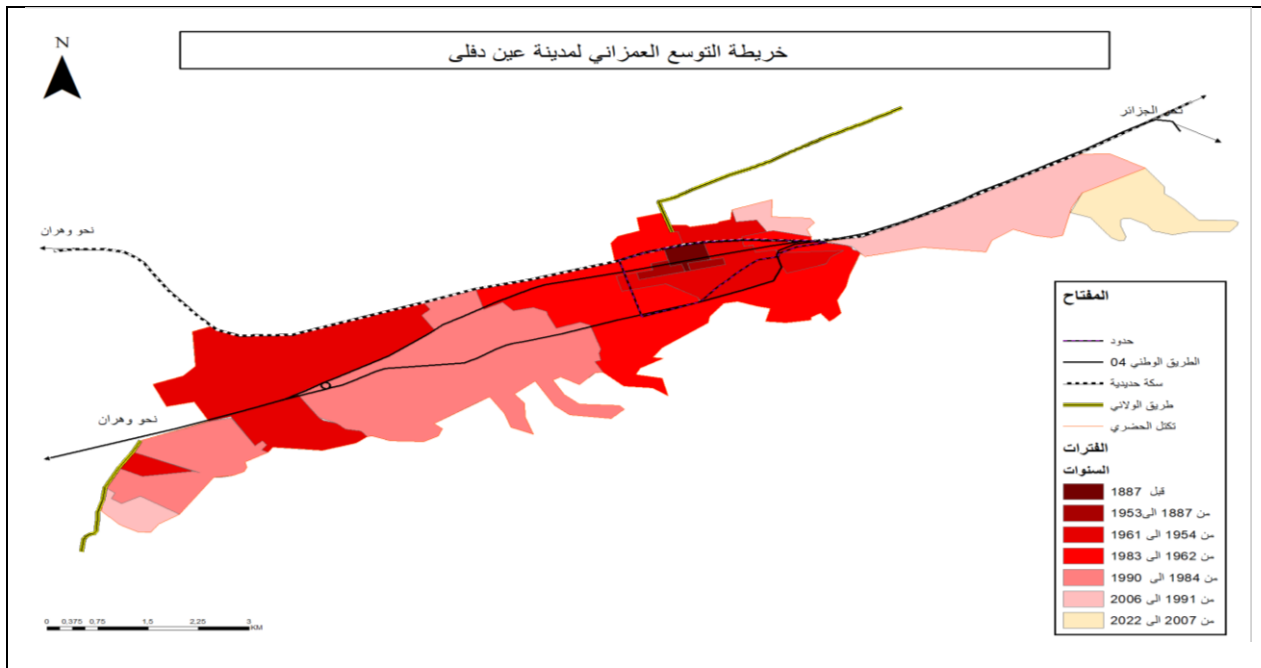 خريطة التوسع العمزاني لمدينة عين دفلى
N
نحو الجزائر
نحو وهران
نحو وهران
المفتاح
حدود
الطريق الوطني 04
سكة حديدية
طريق الولائي
تكتل الحضري
الفترات
السنوات
قبل 1887
من 1887 الى1953
من 1954 الى 1961
من 1962 الى 1983
من 1984 الى 1990
من 1991 الى 2006
من 2007 الى 2022
0 0,375 0,75 1,5 2,25 3
KM